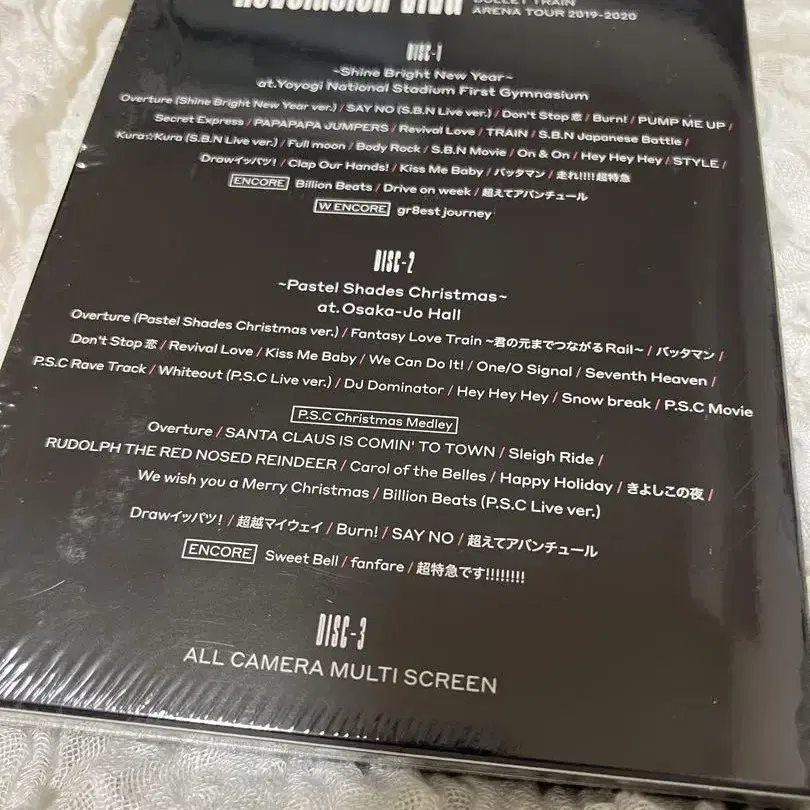 BULLET TRAIN
ARENA TOUR 2019-2020
DISC-1
~Shine Bright New Year~
at.Yoyogi National Stadium First Gymnasium
Overture (Shine Bright New Year ver.) / SAY NO (S.B.N Live ver.) / Don't Stop 恋 / Burn! / PUMP ME UP /
Secret Express / PAPAPAPA JUMPERS / Revival Love / TRAIN / S.B.N Japanese Battle /
Kura☆Kura (S.B.N Live ver.) / Full moon / Body Rock / S.B.N Movie / On & On / Hey Hey Hey / STYLE /
Drawイッパツ! / Clap Our Hands! / Kiss Me Baby / バッタマン / 走れ!!!!超特急
ENCORE Billion Beats / Drive on week / 超えてアバンチュール
W ENCORE gr8est journey
DISC-2
~Pastel Shades Christmas~
at.Osaka-Jo Hall
Overture (Pastel Shades Christmas ver.) / Fantasy Love Train ~君の元までつながるRail~ / バッタマン /
Don't Stop 恋 / Revival Love / Kiss Me Baby / We Can Do It! / One/O Signal / Seventh Heaven /
P.S.C Rave Track / Whiteout (P.S.C Live ver.) / DJ Dominator / Hey Hey Hey / Snow break / P.S.C Movie
P.S.C Christmas Medley
Overture / SANTA CLAUS IS COMIN' TO TOWN / Sleigh Ride /
RUDOLPH THE RED NOSED REINDEER / Carol of the Belles / Happy Holiday / きよしこの夜 /
We wish you a Merry Christmas / Billion Beats (P.S.C Live ver.)
Drawイッパツ! / 超越マイウェイ / Burn! / SAY NO / 超えてアバンチュール
ENCORE Sweet Bell / fanfare / 超特急です!!!!!!!!
DISC-3
ALL CAMERA MULTI SCREEN